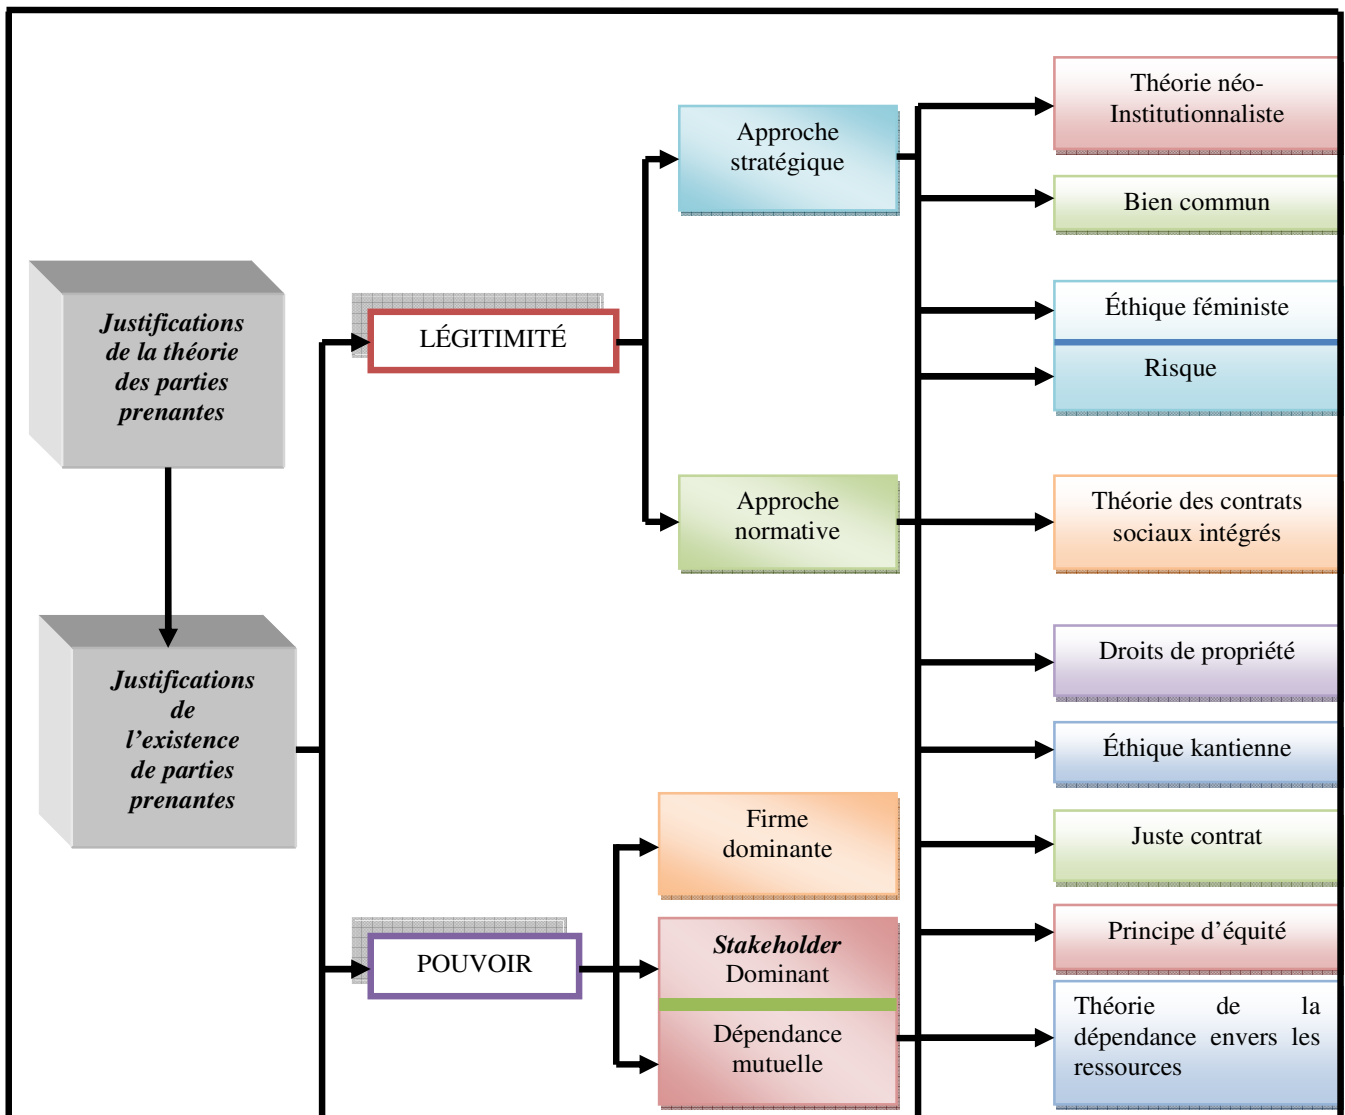 Justifications
de la théorie
des parties
prenantes
Justifications
de
l’existence
de parties
prenantes
LÉGITIMITÉ
POUVOIR
Approche
stratégique
Approche
normative
Firme
dominante
Stakeholder
Dominant
Dépendance
mutuelle
Théorie néo-
Institutionnaliste
Bien commun
Éthique féministe
Risque
Théorie des contrats
sociaux intégrés
Droits de propriété
Éthique kantienne
Juste contrat
Principe d’équité
Théorie de la
dépendance envers les
ressources